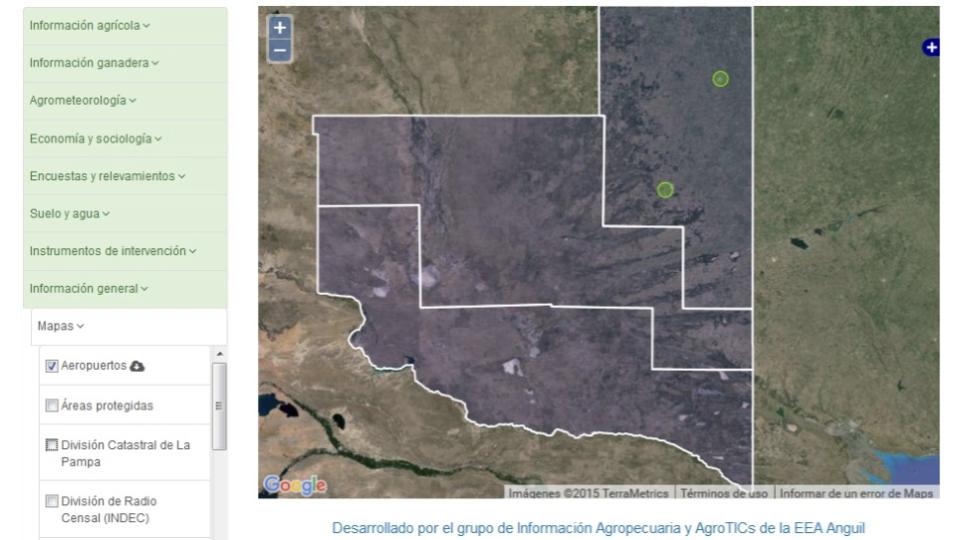 Información agrícola
Información ganadera
Agrometeorología
Economía y sociología
Encuestas y relevamientos
Suelo y agua
Instrumentos de intervención
Información general
Mapas
Aeropuertos
Áreas protegidas
División Catastral de La
Pampa
División de Radio
Censal (INDEC)
+
−
+
Google
Imágenes ©2015 TerraMetrics
Términos de uso
Informar de un error de Maps
Desarrollado por el grupo de Información Agropecuaria y AgroTICs de la EEA Anguil